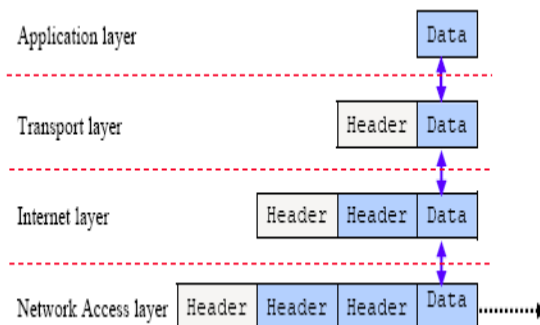 Application layer Data
Transport layer Header Data
Internet layer Header Header Data
Network Access layer Header Header Header Data